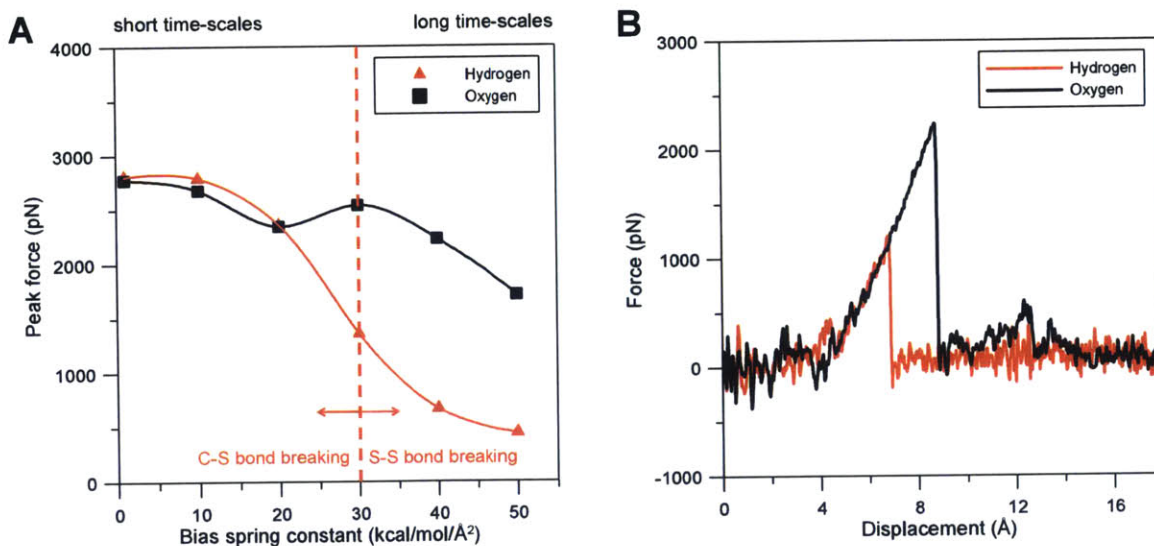 A
short time-scales
long time-scales
4000
3000
2000
1000
0
Peak force (pN)
Hydrogen
Oxygen
C-S bond breaking
S-S bond breaking
0 10 20 30 40 50
Bias spring constant (kcal/mol/Å²)
B
3000
2000
1000
0
-1000
Force (pN)
Hydrogen
Oxygen
0 4 8 12 16
Displacement (Å)